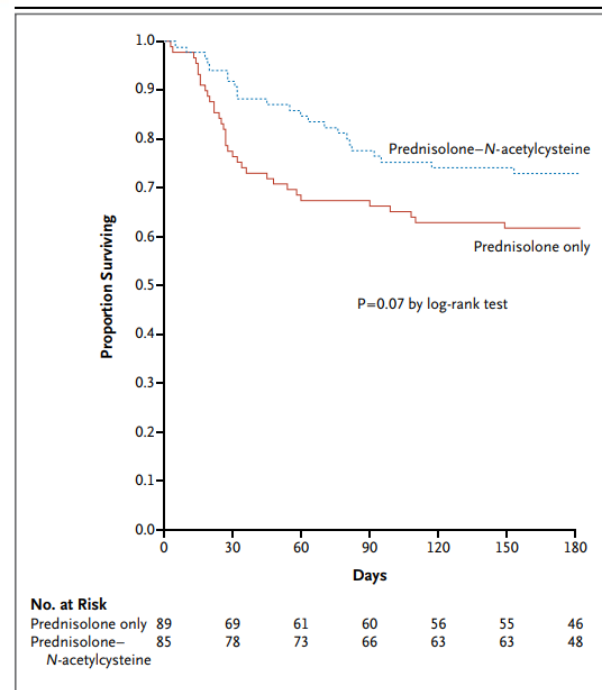 1.0
0.9
0.8
0.7
0.6
0.5
0.4
0.3
0.2
0.1
0.0
Proportion Surviving
Prednisolone–N-acetylcysteine
Prednisolone only
P=0.07 by log-rank test
0 30 60 90 120 150 180
Days
No. at Risk
Prednisolone only 89 69 61 60 56 55 46
Prednisolone– 85 78 73 66 63 63 48
N-acetylcysteine